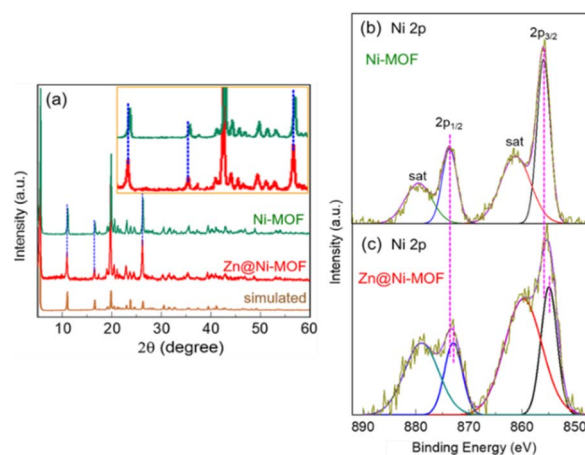 (a)
Intensity (a.u.)
Ni-MOF
Zn@Ni-MOF
simulated
10 20 30 40 50 60
2θ (degree)
(b) Ni 2p
Ni-MOF
2p3/2
2p1/2
sat
sat
Intensity (a.u.)
(c) Ni 2p
Zn@Ni-MOF
890 880 870 860 850
Binding Energy (eV)